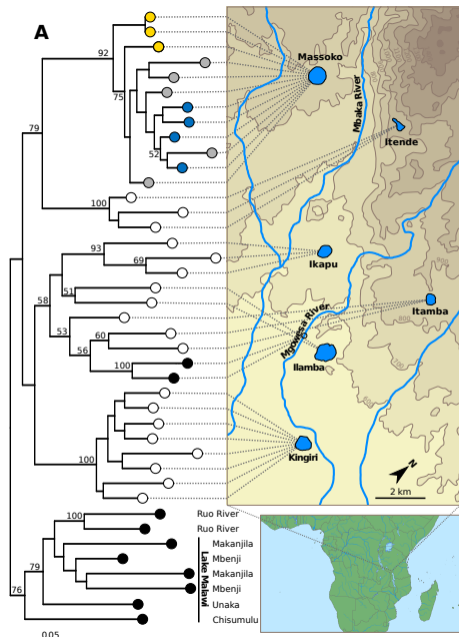 A
92
Massoko
Mbaka River
75
Itende
52
79
100
93
Ikapu
69
58
51
Itamba
53
Mgowssa River
60
56
Ilamba
100
100
Kingiri
N
2 km
100
Ruo River
Ruo River
79
Makanjila
Mbenji
Makanjila
Mbenji
Lake Malawi
76
Unaka
Chisumulu
0.05